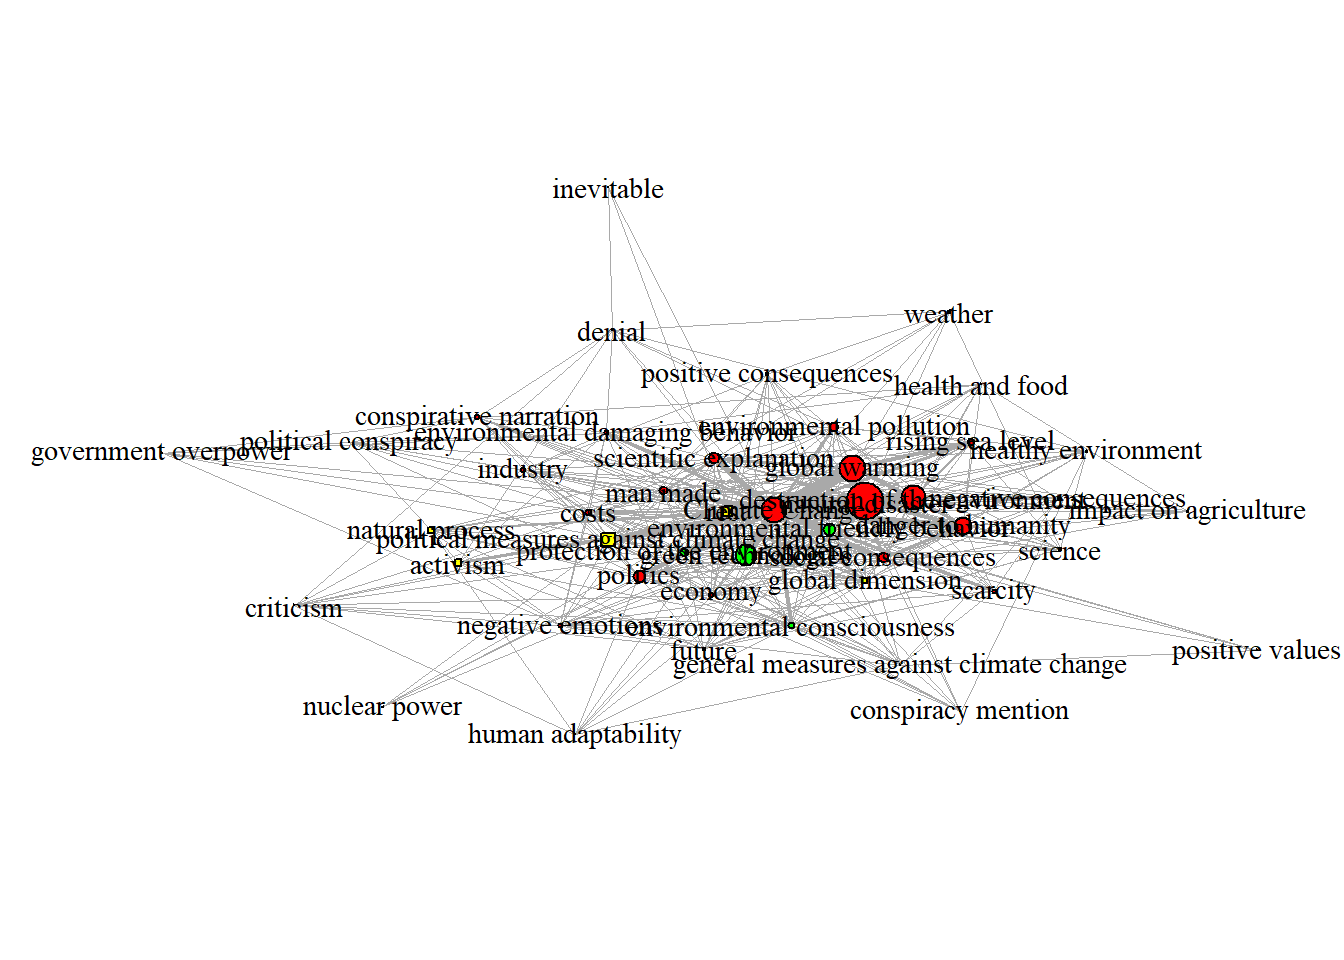 inevitable
weather
denial
positive consequences
health and food
conspirative narration
environmental pollution
environmental damaging behavior
political conspiracy
rising sea level
government overpower
healthy environment
scientific explanation
industry
global warming
man made
destruction of the environment
negative consequences
Climate Change
natural disaster
impact on agriculture
costs
natural process
environmental friendly behavior
danger to humanity
political measures against climate change
protection of the environment
green technologie
social consequences
science
activism
politics
global dimension
economy
scarcity
criticism
negative emotions
environmental consciousness
future
general measures against climate change
positive values
nuclear power
conspiracy mention
human adaptability